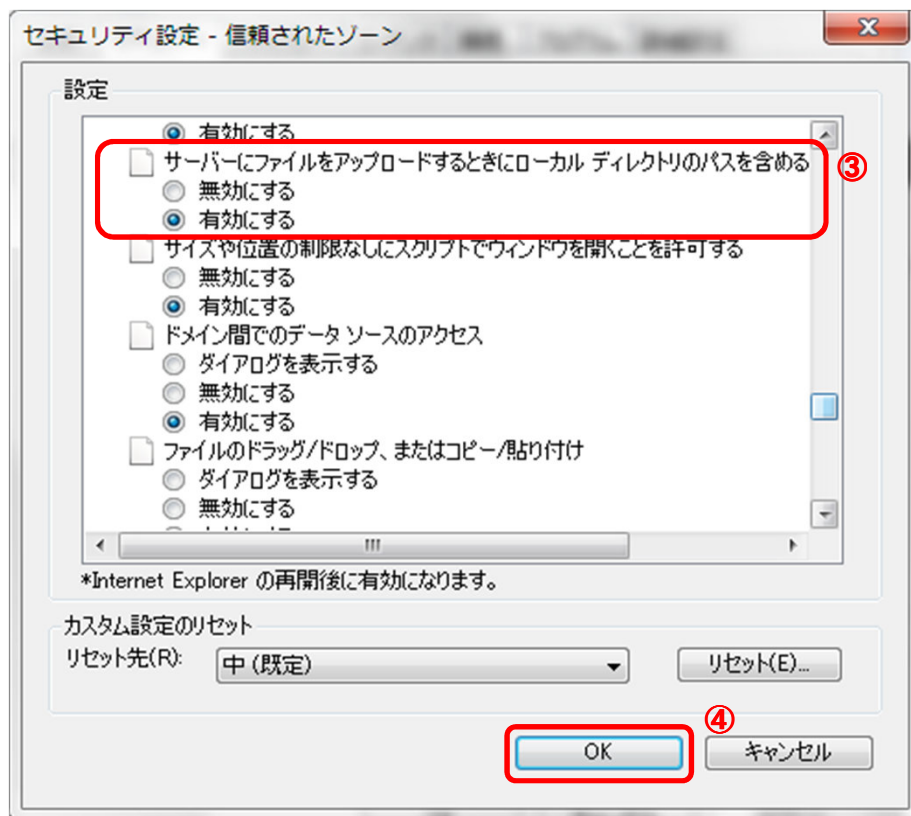 セキュリティ設定 - 信頼されたゾーン
設定
有効にする
サーバーにファイルをアップロードするときにローカル ディレクトリのパスを含める
③
無効にする
有効にする
サイズや位置の制限なしにスクリプトでウィンドウを開くことを許可する
無効にする
有効にする
ドメイン間でのデータ ソースのアクセス
ダイアログを表示する
無効にする
有効にする
ファイルのドラッグ/ドロップ、またはコピー/貼り付け
ダイアログを表示する
無効にする
*Internet Explorer の再開後に有効になります。
カスタム設定のリセット
リセット先(R): 中 (既定) リセット(E)...
④
OK キャンセル